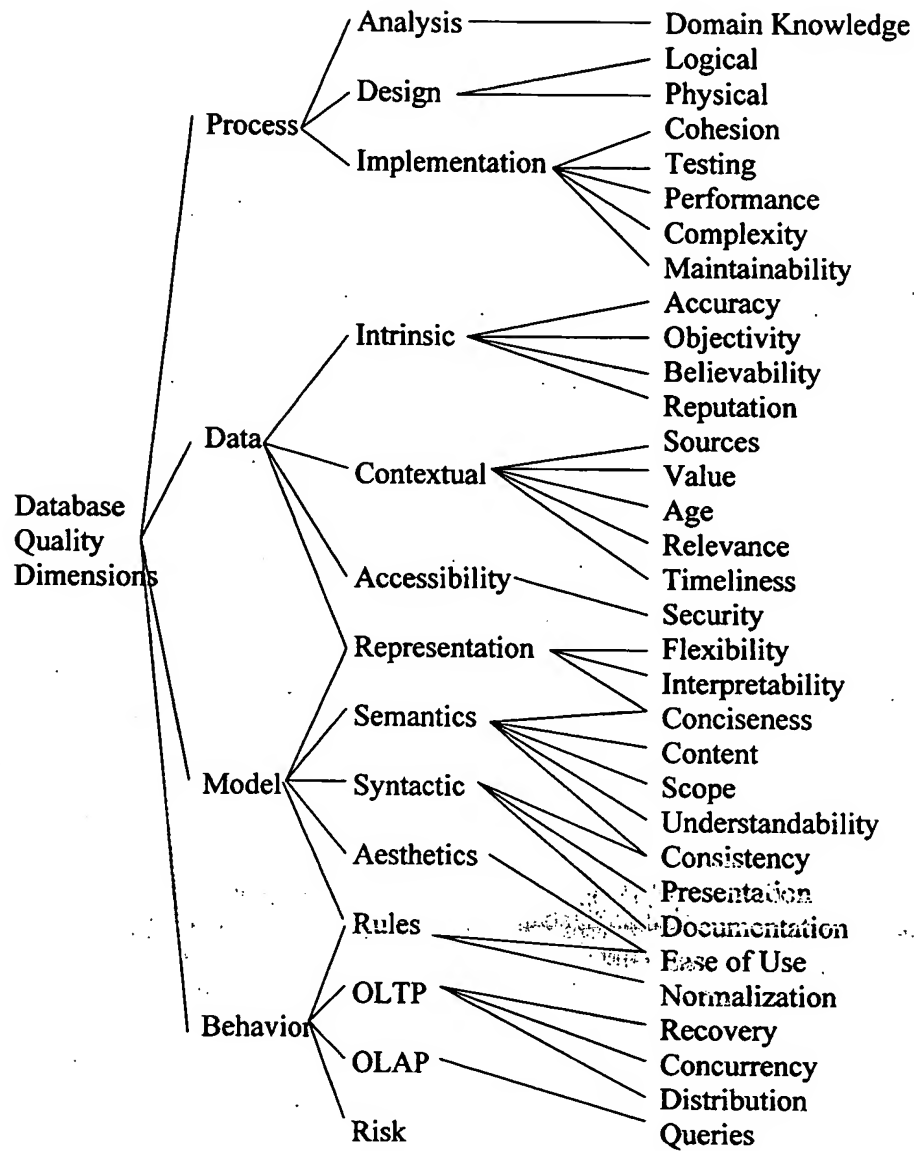 Database
Quality
Dimensions
Process
Data
Model
Behavior
Analysis
Design
Implementation
Intrinsic
Contextual
Accessibility
Representation
Semantics
Syntactic
Aesthetics
Rules
OLTP
OLAP
Risk
Domain Knowledge
Logical
Physical
Cohesion
Testing
Performance
Complexity
Maintainability
Accuracy
Objectivity
Believability
Reputation
Sources
Value
Age
Relevance
Timeliness
Security
Flexibility
Interpretability
Conciseness
Content
Scope
Understandability
Consistency
Presentation
Documentation
Ease of Use
Normalization
Recovery
Concurrency
Distribution
Queries